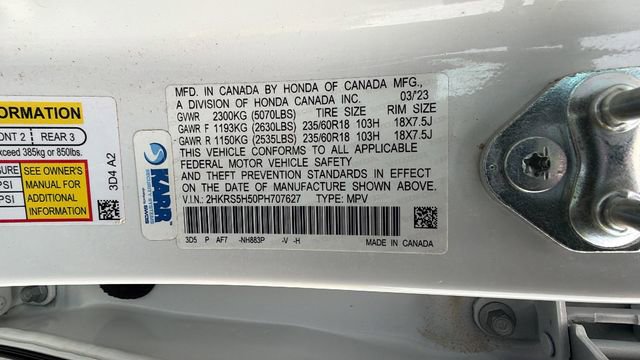 FORMATION
ONT 2 REAR 3
xceed 385kg or 850lbs.
SURE
PSI
PSI
SEE OWNER'S
MANUAL FOR
MORE
3D4 A2
KARR
MFD. IN CANADA BY HONDA OF CANADA MFG.,
A DIVISION OF HONDA CANADA INC. 03/'23
GVWR 2300KG (5070LBS) TIRE SIZE RIM SIZE
GAWR F 1193KG (2630LBS) 235/60R18 103H 18X7.5J
GAWR R 1150KG (2535LBS) 235/60R18 103H 18X7.5J
THIS VEHICLE CONFORMS TO ALL APPLICABLE
FEDERAL MOTOR VEHICLE SAFETY
AND THEFT PREVENTION STANDARDS IN EFFECT ON
THE DATE OF MANUFACTURE SHOWN ABOVE.
V.I.N.: 2HKRS5H50PH707627 TYPE: MPV
3D5 P AF7 -NH883P -V -H
MADE IN CANADA